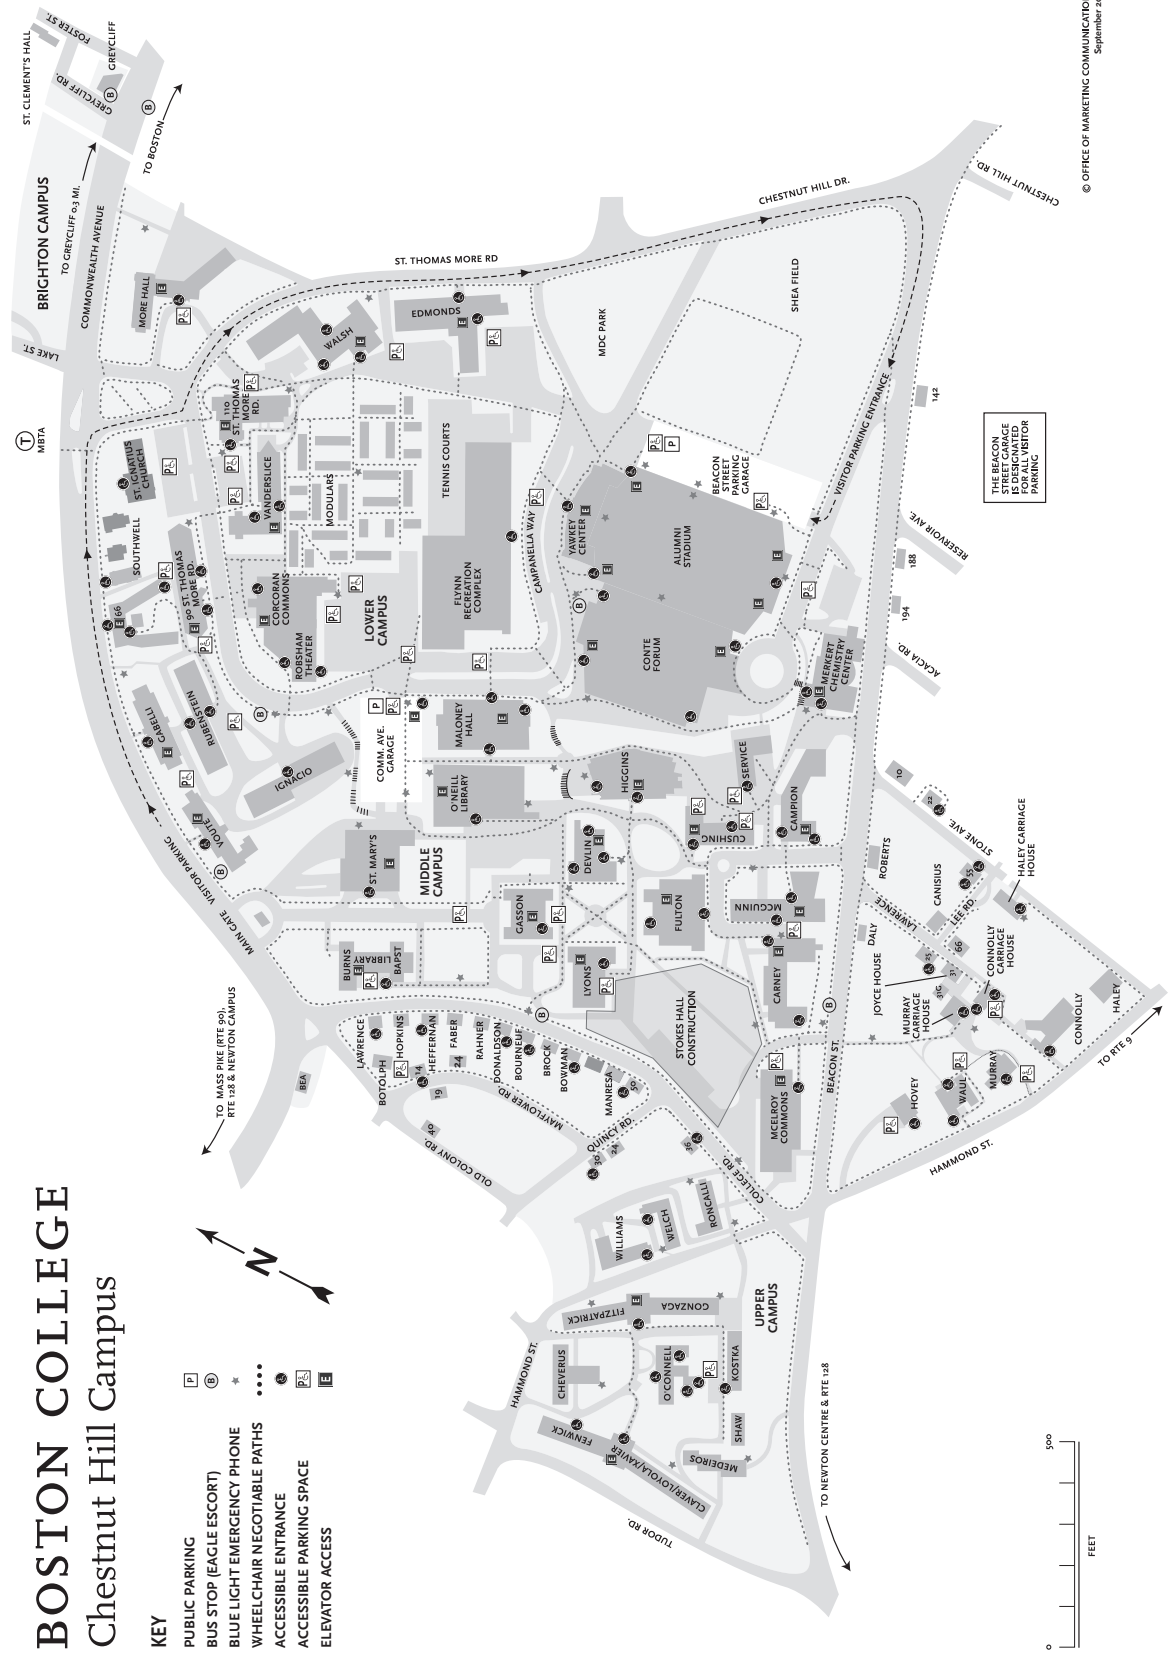 BOSTON COLLEGE
Chestnut Hill Campus
KEY
PUBLIC PARKING
P
BUS STOP (EAGLE ESCORT)
B
BLUE LIGHT EMERGENCY PHONE
WHEELCHAIR NEGOTIABLE PATHS
ACCESSIBLE ENTRANCE
ACCESSIBLE PARKING SPACE
P
ELEVATOR ACCESS
E
N
TO MASS PIKE (RTE 90),
RTE 128 & NEWTON CAMPUS
BEA
MAIN GATE
VISITOR PARKING
BRIGHTON CAMPUS
TO GREYCLIFF 0.3 MI.
COMMONWEALTH AVENUE
TO BOSTON
ST. CLEMENT'S HALL
FOSTER ST.
GREYCLIFF
GREYCLIFF RD.
LAKE ST.
T
MBTA
MORE HALL
ST. THOMAS MORE RD
CHESTNUT HILL DR.
CHESTNUT HILL RD.
ST. IGNATIUS
CHURCH
SOUTHWELL
66
90 ST THOMAS
MORE RD.
110
ST. THOMAS
MORE
RD.
VANDERSLICE
WALSH
EDMONDS
MODULARS
TENNIS COURTS
CORCORAN
COMMONS
ROBSHAM
THEATER
LOWER
CAMPUS
FLYNN
RECREATION
COMPLEX
CAMPANELLA WAY
YAWKEY
CENTER
ALUMNI
STADIUM
CONTE
FORUM
BEACON
STREET
PARKING
GARAGE
MDC PARK
SHEA FIELD
VISITOR PARKING ENTRANCE
THE BEACON
STREET GARAGE
IS DESIGNATED
FOR ALL VISITOR
PARKING
142
RESERVOIR AVE.
188
194
ACACIA RD
MERKERT
CHEMISTRY
CENTER
GABELLI
RUBENSTEIN
IGNACIO
VOUTE
COMM. AVE.
GARAGE
MALONEY
HALL
O'NEILL
LIBRARY
HIGGINS
SERVICE
CUSHING
CAMPION
ST. MARY'S
MIDDLE
CAMPUS
DEVLIN
GASSON
FULTON
MCGUINN
LYONS
CARNEY
BURNS
LIBRARY
BAPST
STOKES HALL
CONSTRUCTION
MCELROY
COMMONS
BEACON ST.
LAWRENCE
BOTOLPH
HOPKINS
14
HEFFERNAN
19
FABER
24
RAHNER
DONALDSON
BOURNEUF
BROCK
BOWMAN
MANRESA
50
40
OLD COLONY RD.
MAYFLOWER RD
QUINCY RD.
30
24
36
COLLEGE RD.
WILLIAMS
WELCH
RONCALLI
UPPER
CAMPUS
HAMMOND ST.
FITZPATRICK
GONZAGA
CHEVERUS
O'CONNELL
KOSTKA
SHAW
FENWICK
CLAVER/LOYOLA/XAVIER
MEDEIROS
TUDOR RD.
TO NEWTON CENTRE & RTE 128
10
22
STONE AVE.
ROBERTS
CANISIUS
55
LEE RD.
LAWRENCE
HALEY CARRIAGE
HOUSE
DALY
25
66
31
31G
JOYCE HOUSE
MURRAY
CARRIAGE
HOUSE
CONNOLLY
CARRIAGE
HOUSE
CONNOLLY
HALEY
TO RTE 9
HOVEY
WAUL
MURRAY
HAMMOND ST.
0
500
FEET
© OFFICE OF MARKETING COMMUNICATION
September 20